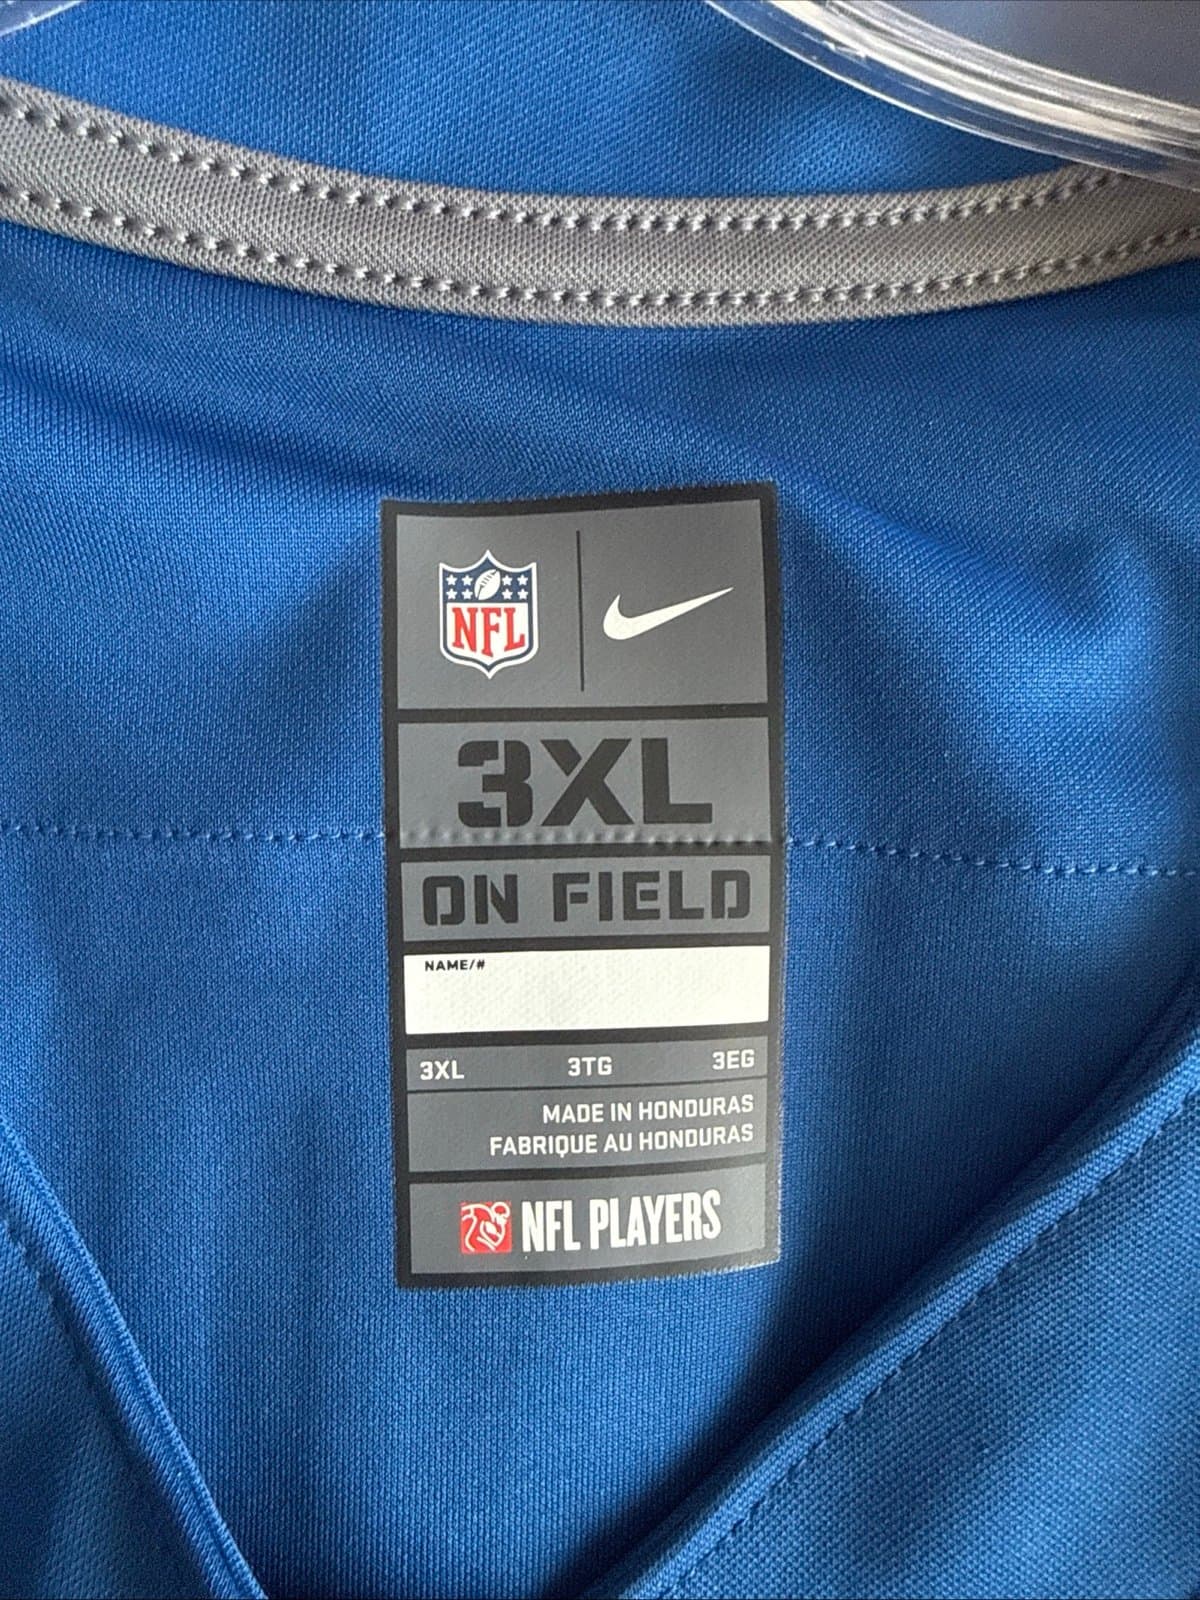 NFL
3XL
ON FIELD
NAME/#
3XL 3TG 3EG
MADE IN HONDURAS
FABRIQUE AU HONDURAS
NFL PLAYERS